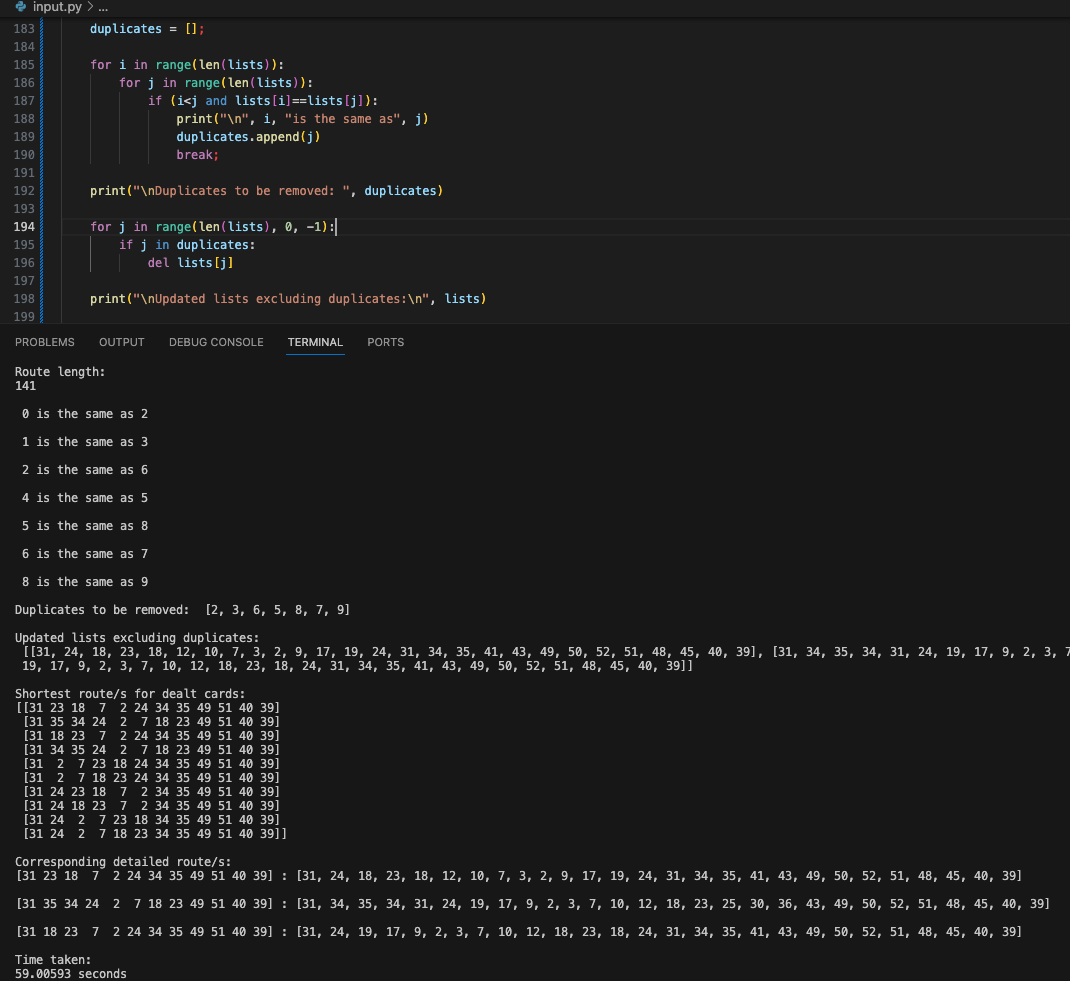 input.py > ...
183 duplicates = [];
184
185 for i in range(len(lists)):
186 for j in range(len(lists)):
187 if (i<j and lists[i]==lists[j]):
188 print("\n", i, "is the same as", j)
189 duplicates.append(j)
190 break;
191
192 print("\nDuplicates to be removed: ", duplicates)
193
194 for j in range(len(lists), 0, -1):
195 if j in duplicates:
196 del lists[j]
197
198 print("\nUpdated lists excluding duplicates:\n", lists)
199
PROBLEMS OUTPUT DEBUG CONSOLE TERMINAL PORTS
Route length:
141
0 is the same as 2
1 is the same as 3
2 is the same as 6
4 is the same as 5
5 is the same as 8
6 is the same as 7
8 is the same as 9
Duplicates to be removed:  [2, 3, 6, 5, 8, 7, 9]
Updated lists excluding duplicates:
[[31, 24, 18, 23, 18, 12, 10, 7, 3, 2, 9, 17, 19, 24, 31, 34, 35, 41, 43, 49, 50, 52, 51, 48, 45, 40, 39], [31, 34, 35, 34, 31, 24, 19, 17, 9, 2, 3, 7
19, 17, 9, 2, 3, 7, 10, 12, 18, 23, 18, 24, 31, 34, 35, 41, 43, 49, 50, 52, 51, 48, 45, 40, 39]]
Shortest route/s for dealt cards:
[[31 23 18  7  2 24 34 35 49 51 40 39]
[31 35 34 24  2  7 18 23 49 51 40 39]
[31 18 23  7  2 24 34 35 49 51 40 39]
[31 34 35 24  2  7 18 23 49 51 40 39]
[31  2  7 23 18 24 34 35 49 51 40 39]
[31  2  7 18 23 24 34 35 49 51 40 39]
[31 24 23 18  7  2 34 35 49 51 40 39]
[31 24 18 23  7  2 34 35 49 51 40 39]
[31 24  2  7 23 18 34 35 49 51 40 39]
[31 24  2  7 18 23 34 35 49 51 40 39]]
Corresponding detailed route/s:
[31 23 18  7  2 24 34 35 49 51 40 39] : [31, 24, 18, 23, 18, 12, 10, 7, 3, 2, 9, 17, 19, 24, 31, 34, 35, 41, 43, 49, 50, 52, 51, 48, 45, 40, 39]
[31 35 34 24  2  7 18 23 49 51 40 39] : [31, 34, 35, 34, 31, 24, 19, 17, 9, 2, 3, 7, 10, 12, 18, 23, 25, 30, 36, 43, 49, 50, 52, 51, 48, 45, 40, 39]
[31 18 23  7  2 24 34 35 49 51 40 39] : [31, 24, 19, 17, 9, 2, 3, 7, 10, 12, 18, 23, 18, 24, 31, 34, 35, 41, 43, 49, 50, 52, 51, 48, 45, 40, 39]
Time taken:
59.00593 seconds